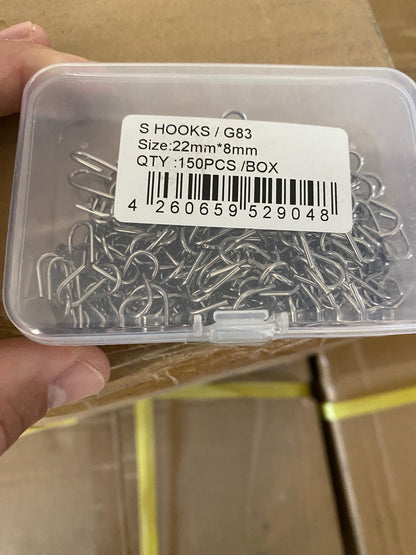 S HOOKS / G83
Size:22mm*8mm
QTY :150PCS /BOX
4 260659 529048